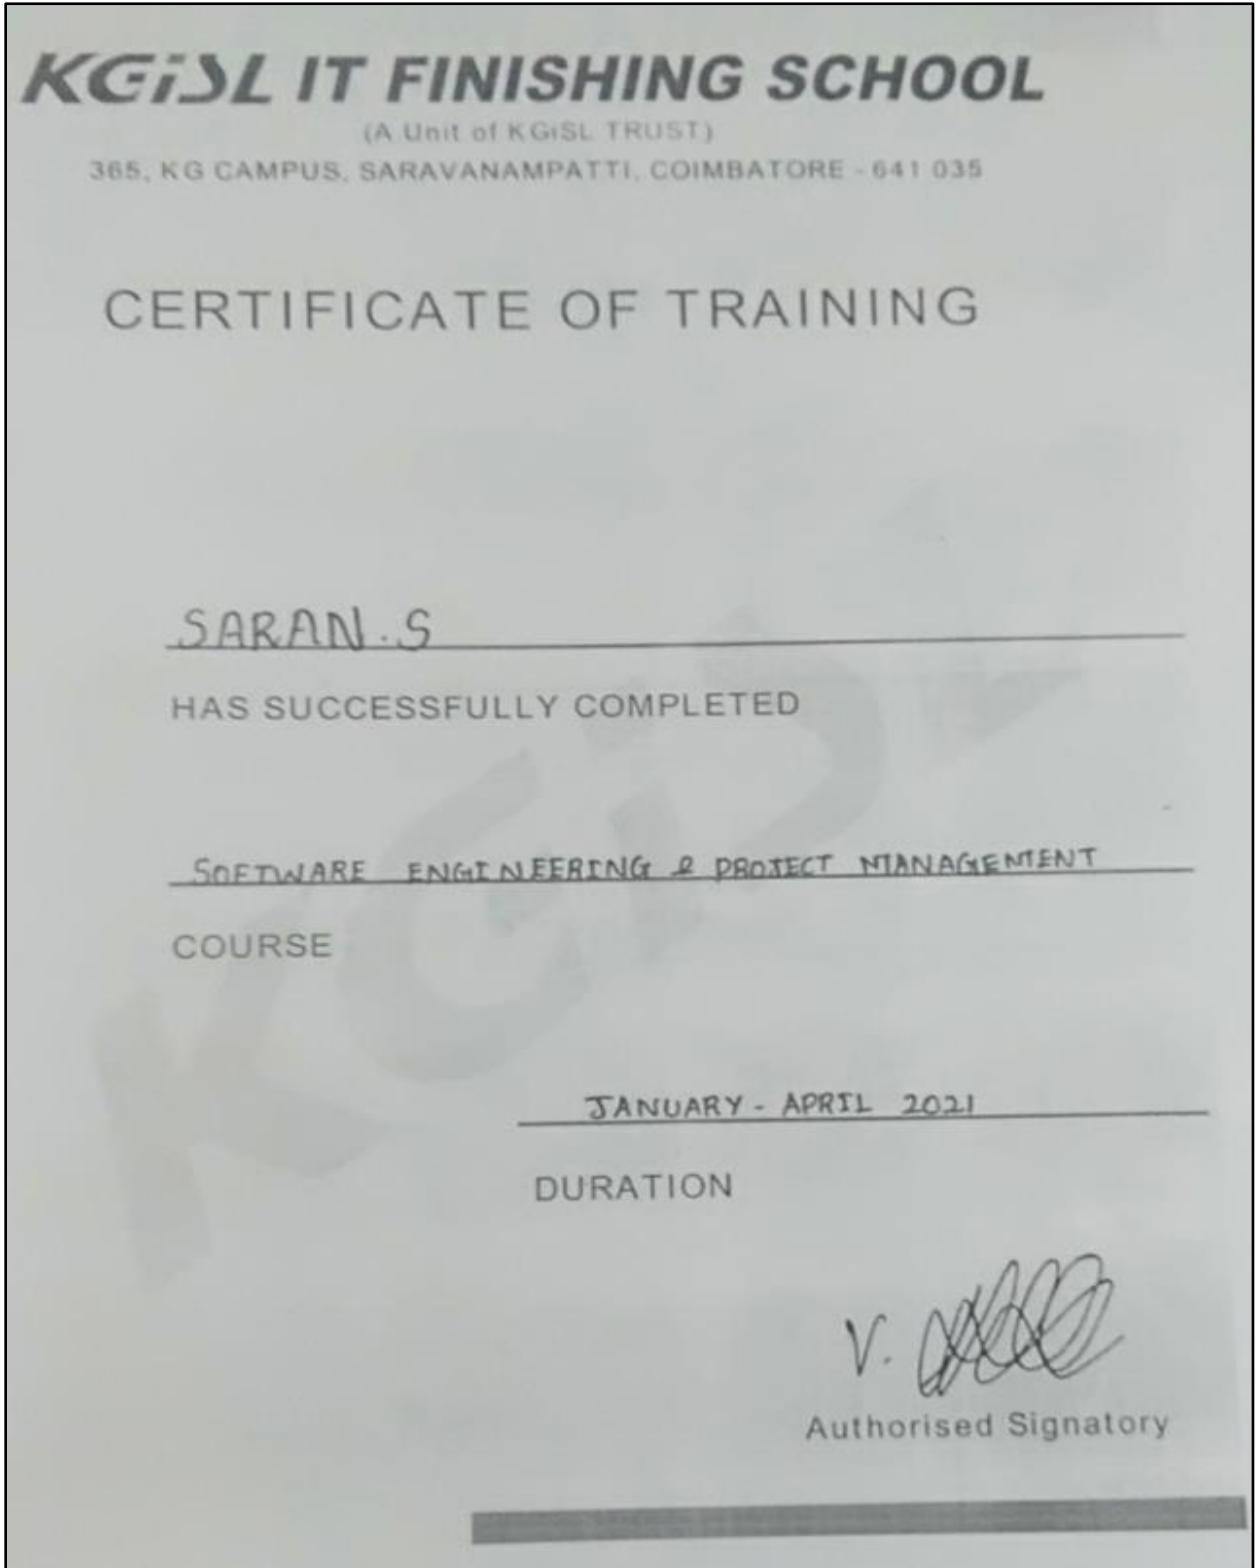 KGiSL IT FINISHING SCHOOL
(A Unit of KGiSL TRUST)
365, KG CAMPUS, SARAVANAMPATTI, COIMBATORE - 641 035
CERTIFICATE OF TRAINING
SARAN.S
HAS SUCCESSFULLY COMPLETED
SOFTWARE ENGINEERING & PROJECT MANAGEMENT
COURSE
JANUARY - APRIL 2021
DURATION
V.
Authorised Signatory
KGiSL